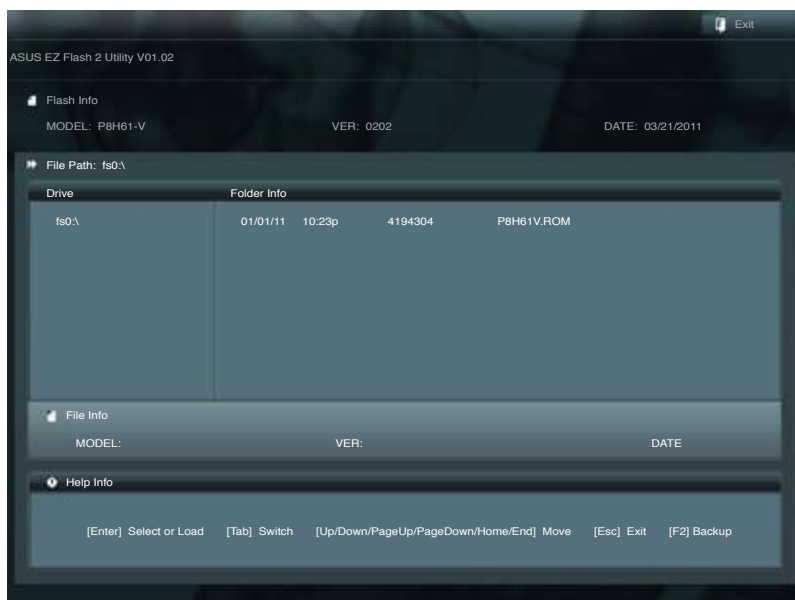 Exit
ASUS EZ Flash 2 Utility V01.02
Flash Info
MODEL: P8H61-V VER: 0202 DATE: 03/21/2011
File Path: fs0:\
Drive Folder Info
fs0:\ 01/01/11 10:23p 4194304 P8H61V.ROM
File Info
MODEL: VER: DATE
Help Info
[Enter] Select or Load [Tab] Switch [Up/Down/PageUp/PageDown/Home/End] Move [Esc] Exit [F2] Backup